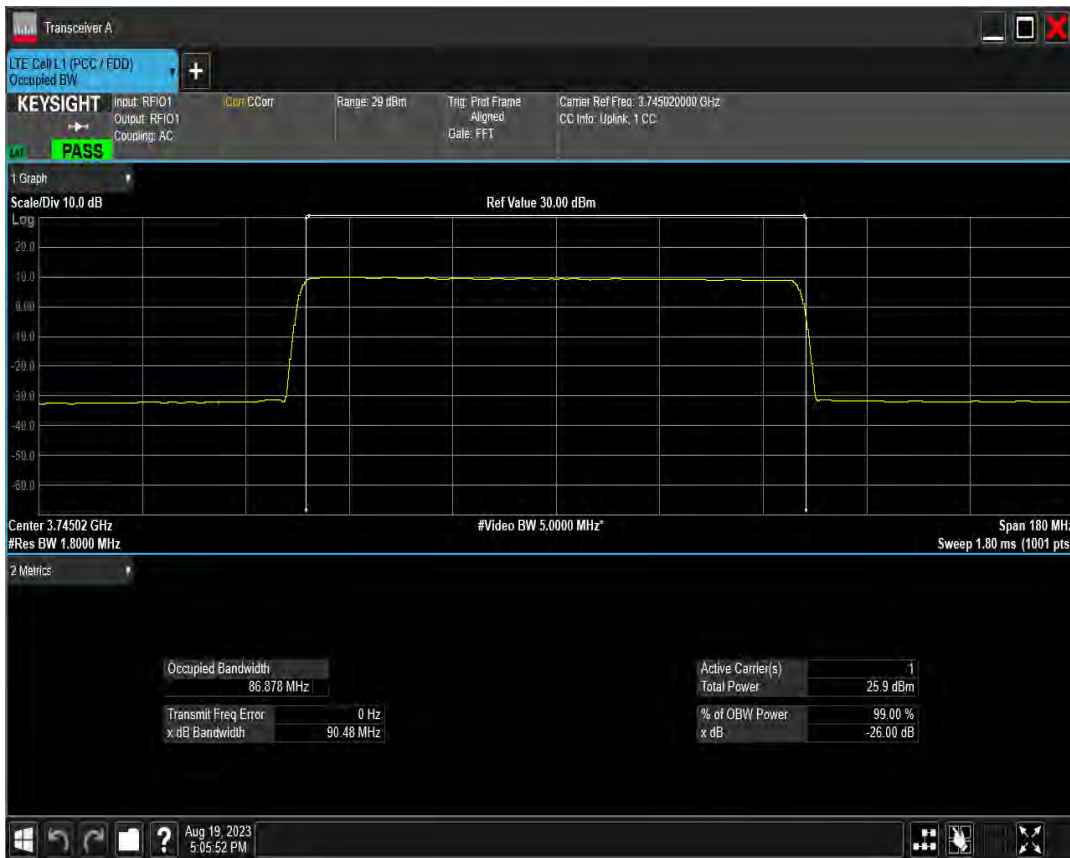 Transceiver A
LTE Cell L1 (PCC / FDD)
Occupied BW
+
KEYSIGHT
PASS
Input: RFIO1
Output: RFIO1
Coupling: AC
Corr CCorr
Range: 29 dBm
Trig: Prot Frame
Aligned
Gate: FFT
Carrier Ref Freq: 3.745020000 GHz
CC Info: Uplink, 1 CC
1 Graph
Scale/Div 10.0 dB
Ref Value 30.00 dBm
Log
20.0
10.0
0.00
-10.0
-20.0
-30.0
-40.0
-50.0
-60.0
Center 3.74502 GHz
#Video BW 5.0000 MHz*
Span 180 MHz
#Res BW 1.8000 MHz
Sweep 1.80 ms (1001 pts
2 Metrics
Occupied Bandwidth
86.878 MHz
Transmit Freq Error 0 Hz
x dB Bandwidth 90.48 MHz
Active Carrier(s) 1
Total Power 25.9 dBm
% of OBW Power 99.00 %
x dB -26.00 dB
?
Aug 19, 2023
5:05:52 PM